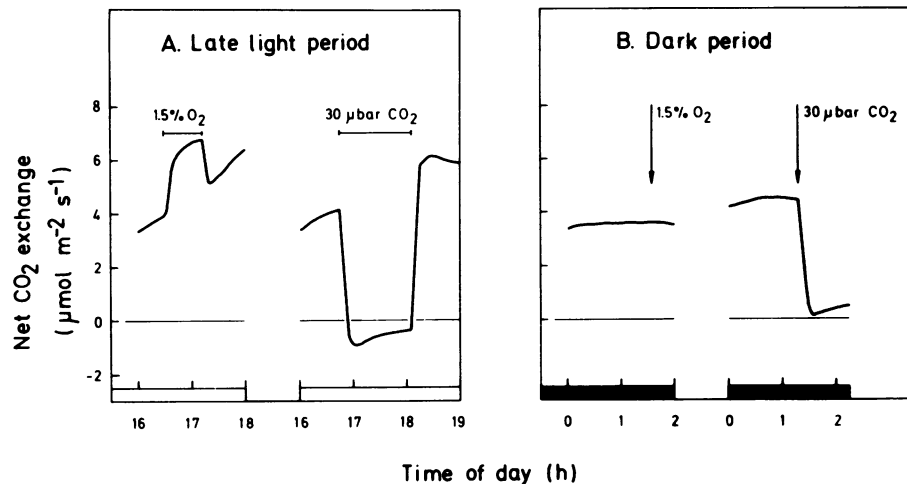 A. Late light period
B. Dark period
Net CO2 exchange
(µmol m−2 s−1)
8
6
4
2
0
-2
1.5% O2
30 µbar CO2
1.5% O2
30 µbar CO2
16 17 18 16 17 18 19
0 1 2 0 1 2
Time of day (h)